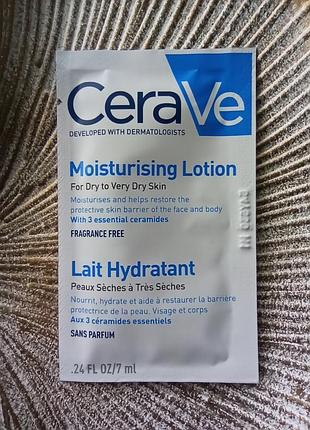 CeraVe
DEVELOPED WITH DERMATOLOGISTS
Moisturising Lotion
For Dry to Very Dry Skin
Moisturises and helps restore the
protective skin barrier of the face and body
With 3 essential ceramides
FRAGRANCE FREE
Lait Hydratant
Peaux Sèches à Très Sèches
Nourrit, hydrate et aide à restaurer la barrière
protectrice de la peau. Visage et corps
Aux 3 céramides essentiels
SANS PARFUM
.24 FL OZ/7 ml